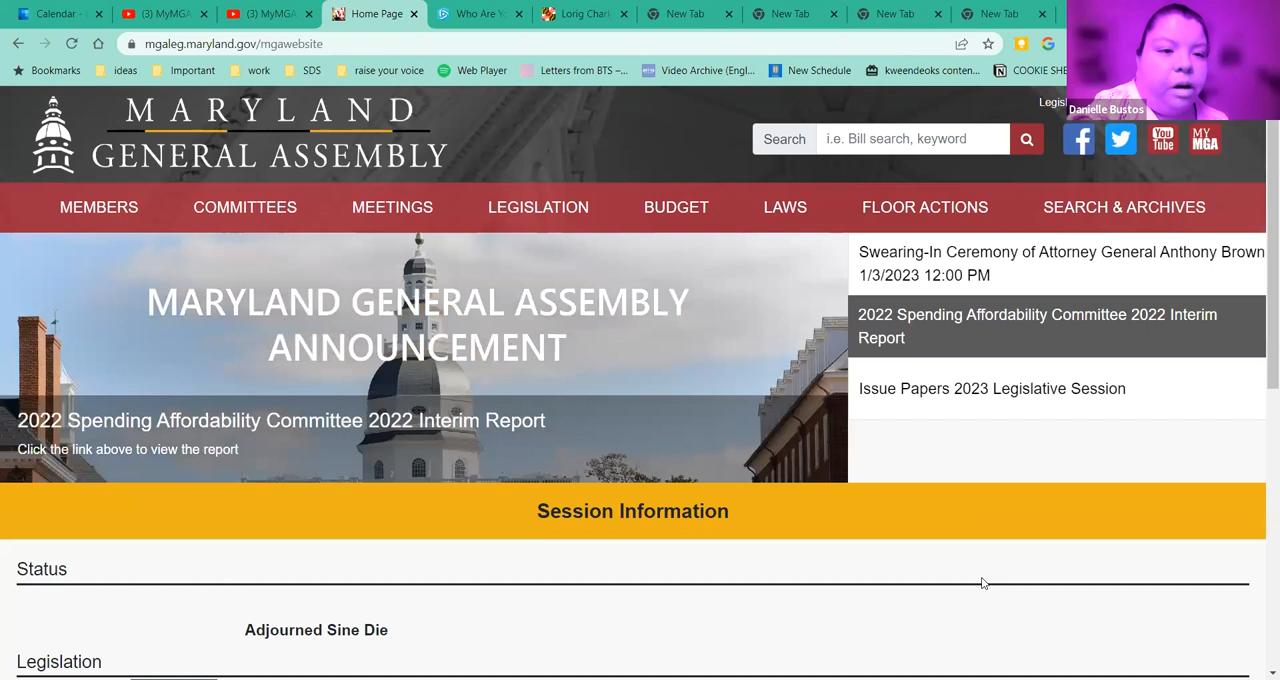 Calendar -
(3) MyMGA
(3) MyMGA
Home Page
Who Are Yo
Lorig Char
New Tab
New Tab
New Tab
New Tab
mgaleg.maryland.gov/mgawebsite
Bookmarks
ideas
Important
work
SDS
raise your voice
Web Player
Letters from BTS –...
Video Archive (Engl...
New Schedule
kweendeoks conten...
COOKIE SHE
Danielle Bustos
Legis
MARYLAND
GENERAL ASSEMBLY
Search
i.e. Bill search, keyword
You
Tube
MY
MGA
MEMBERS
COMMITTEES
MEETINGS
LEGISLATION
BUDGET
LAWS
FLOOR ACTIONS
SEARCH & ARCHIVES
MARYLAND GENERAL ASSEMBLY
ANNOUNCEMENT
2022 Spending Affordability Committee 2022 Interim Report
Click the link above to view the report
Swearing-In Ceremony of Attorney General Anthony Brown
1/3/2023 12:00 PM
2022 Spending Affordability Committee 2022 Interim
Report
Issue Papers 2023 Legislative Session
Session Information
Status
Adjourned Sine Die
Legislation